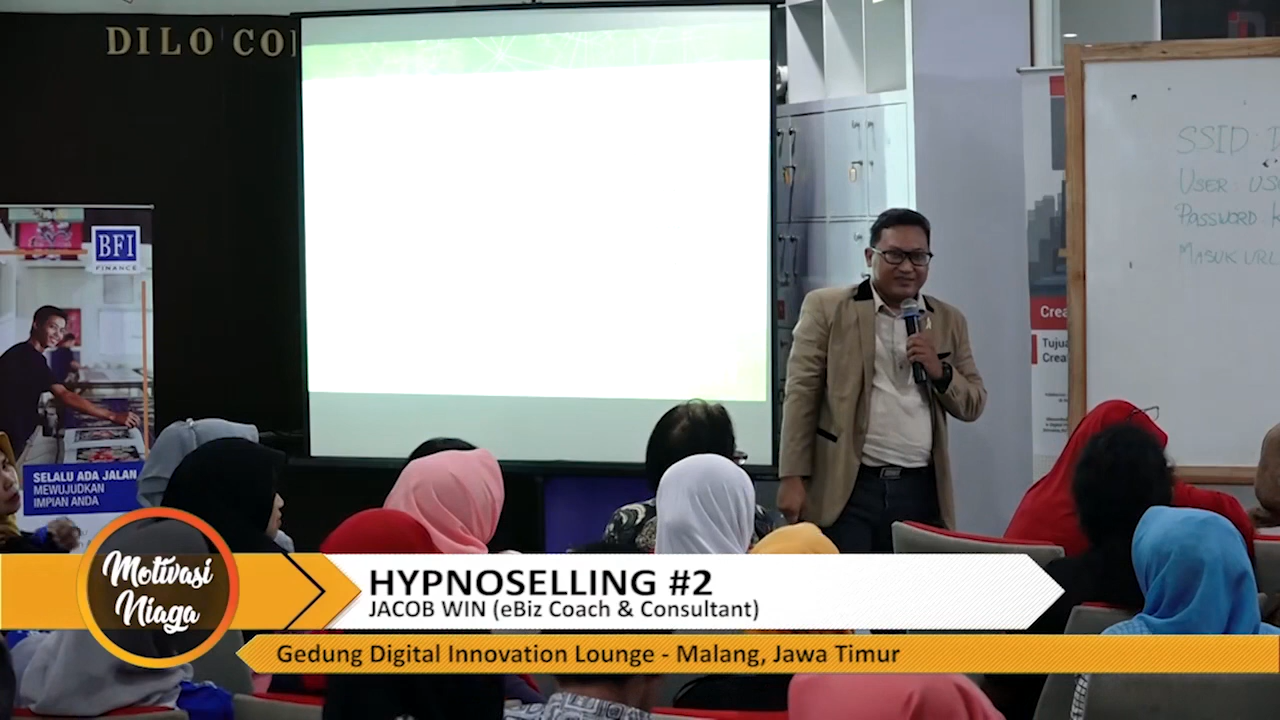 DILO
BFI
FINANCE
SELALU ADA JALAN
MEWUJUDKAN
IMPIAN ANDA
SSID:
USER:
PASSWORD:
MASUK URL
Motivasi
Niaga
HYPNOSELLING #2
JACOB WIN (eBiz Coach & Consultant)
Gedung Digital Innovation Lounge - Malang, Jawa Timur